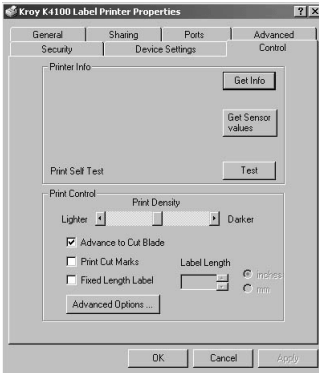 Kroy K4100 Label Printer Properties
General Sharing Ports Advanced
Security Device Settings Control
Printer Info
Get Info
Get Sensor
values
Print Self Test Test
Print Control
Print Density
Lighter Darker
Advance to Cut Blade
Print Cut Marks Label Length
Fixed Length Label inches
mm
Advanced Options ...
OK Cancel Apply